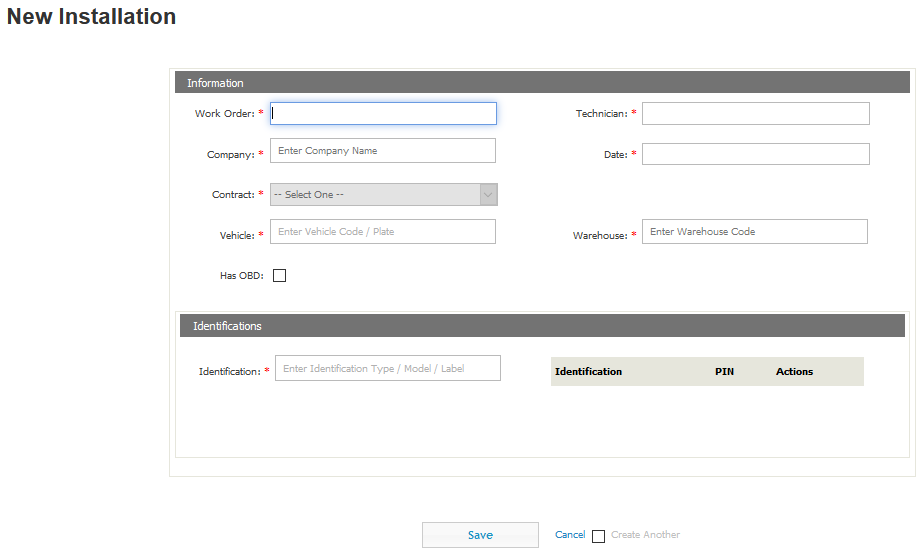 New Installation
Information
Work Order: * Technician: *
Company: * Enter Company Name Date: *
Contract: * -- Select One --
Vehicle: * Enter Vehicle Code / Plate Warehouse: * Enter Warehouse Code
Has OBD:
Identifications
Identification: * Enter Identification Type / Model / Label Identification PIN Actions
Save Cancel Create Another